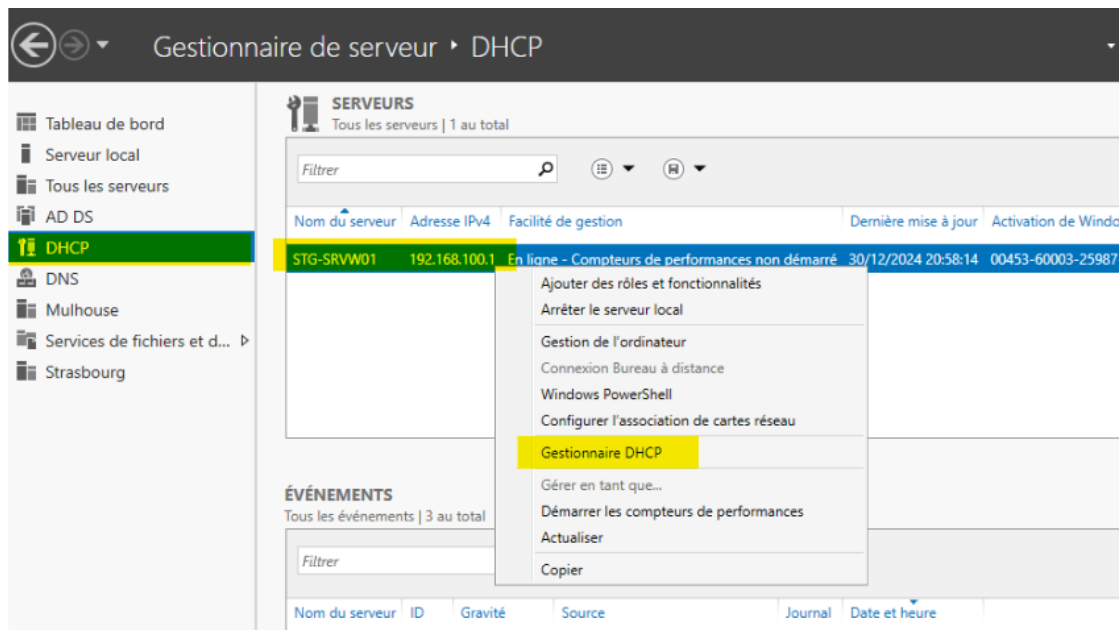 Gestionnaire de serveur ‣ DHCP
Tableau de bord
Serveur local
Tous les serveurs
AD DS
DHCP
DNS
Mulhouse
Services de fichiers et d...
Strasbourg
SERVEURS
Tous les serveurs | 1 au total
Filtrer
Nom du serveur Adresse IPv4 Facilité de gestion Dernière mise à jour Activation de Windo
STG-SRVW01 192.168.100.1 En ligne - Compteurs de performances non démarré 30/12/2024 20:58:14 00453-60003-25987
Ajouter des rôles et fonctionnalités
Arrêter le serveur local
Gestion de l'ordinateur
Connexion Bureau à distance
Windows PowerShell
Configurer l'association de cartes réseau
Gestionnaire DHCP
Gérer en tant que...
Démarrer les compteurs de performances
Actualiser
Copier
ÉVÉNEMENTS
Tous les événements | 3 au total
Filtrer
Nom du serveur ID Gravité Source Journal Date et heure